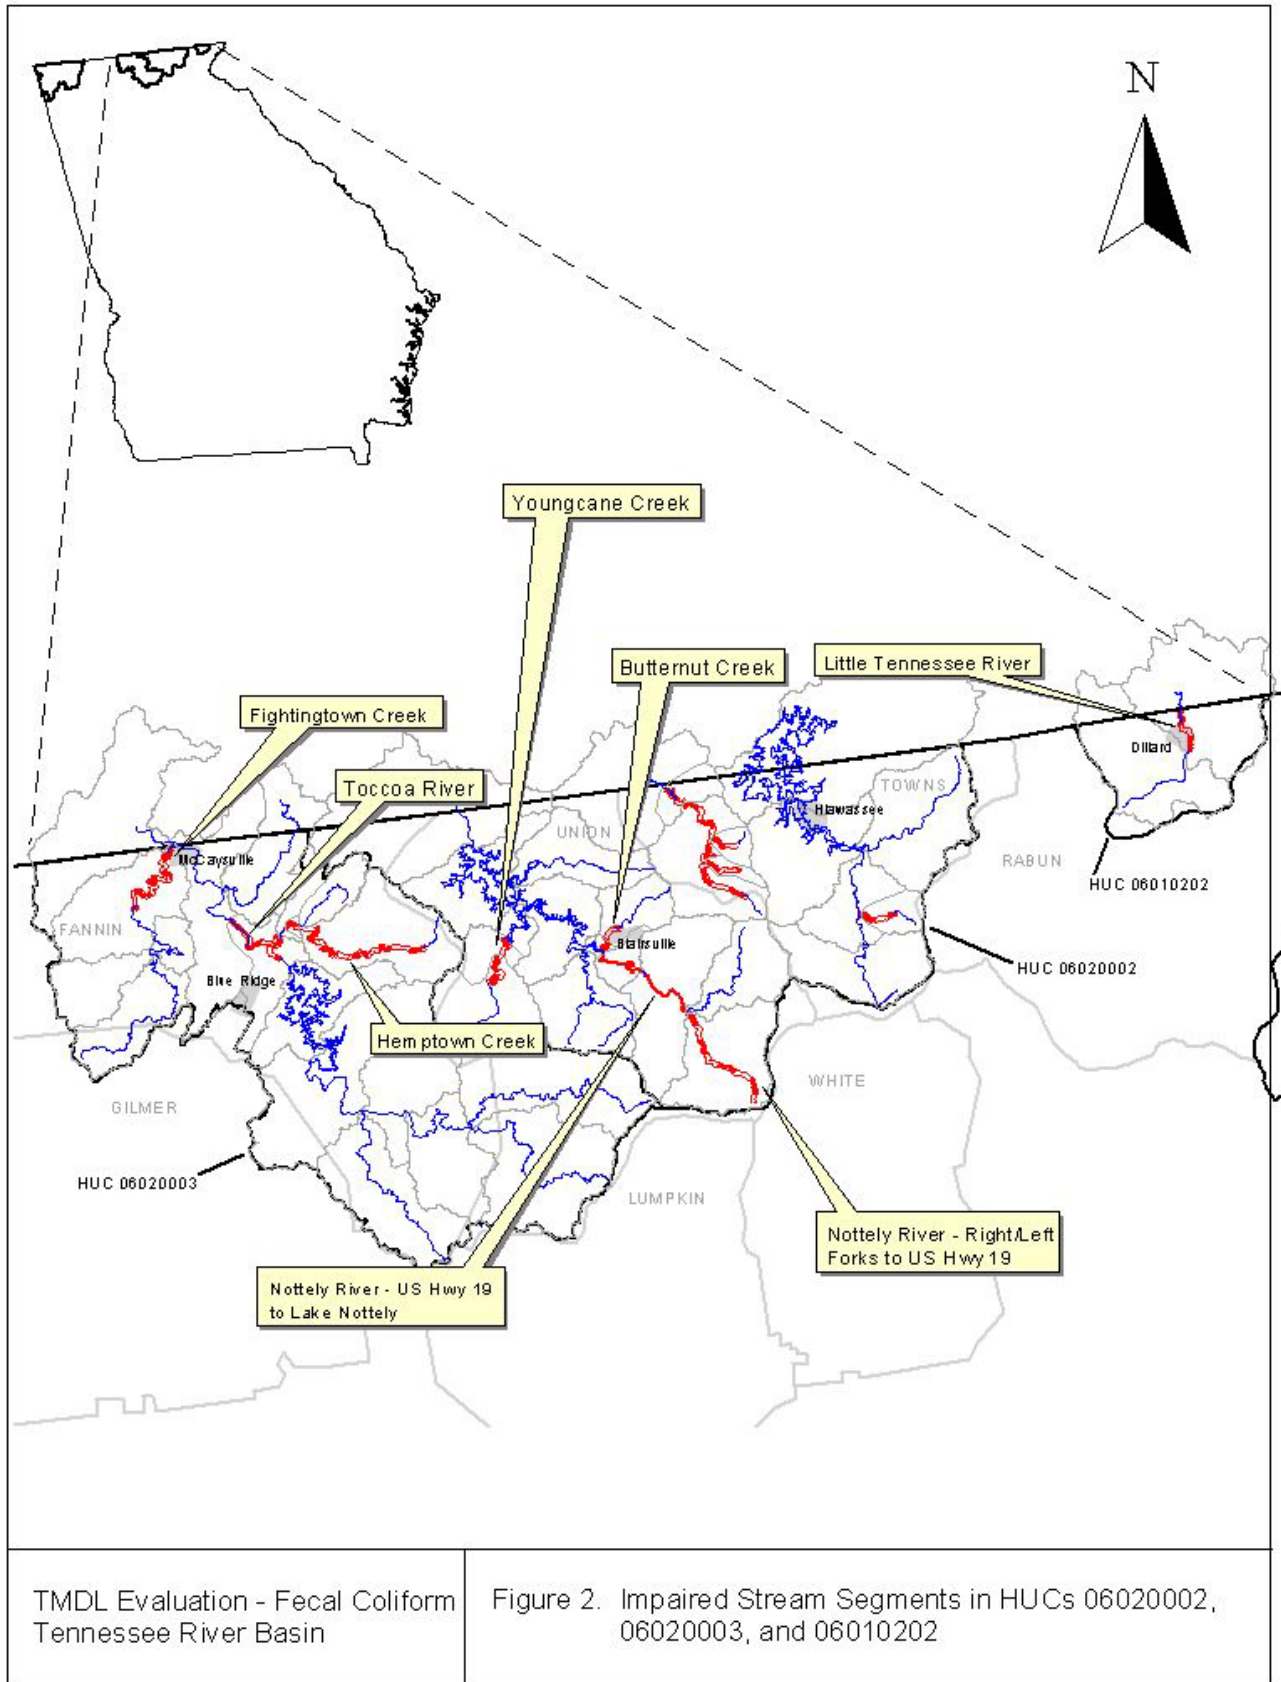 N
Youngcane Creek
Butternut Creek
Little Tennessee River
Fightingtown Creek
Toccoa River
Dillard
TOWNS
Hiawassee
UNION
McCaysville
RABUN
HUC 06010202
FANNIN
Blairsville
HUC 06020002
Blue Ridge
Hemptown Creek
WHITE
GILMER
HUC 06020003
LUMPKIN
Nottely River - Right/Left
Forks to US Hwy 19
Nottely River - US Hwy 19
to Lake Nottely
TMDL Evaluation - Fecal Coliform
Tennessee River Basin
Figure 2. Impaired Stream Segments in HUCs 06020002,
06020003, and 06010202